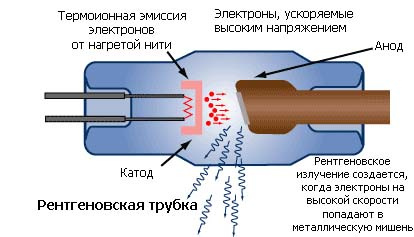 Термоионная эмиссия
электронов
от нагретой нити
Электроны, ускоряемые
высоким напряжением
Анод
Катод
Рентгеновская трубка
Рентгеновское
излучение создается,
когда электроны на
высокой скорости
попадают в
металлическую мишень